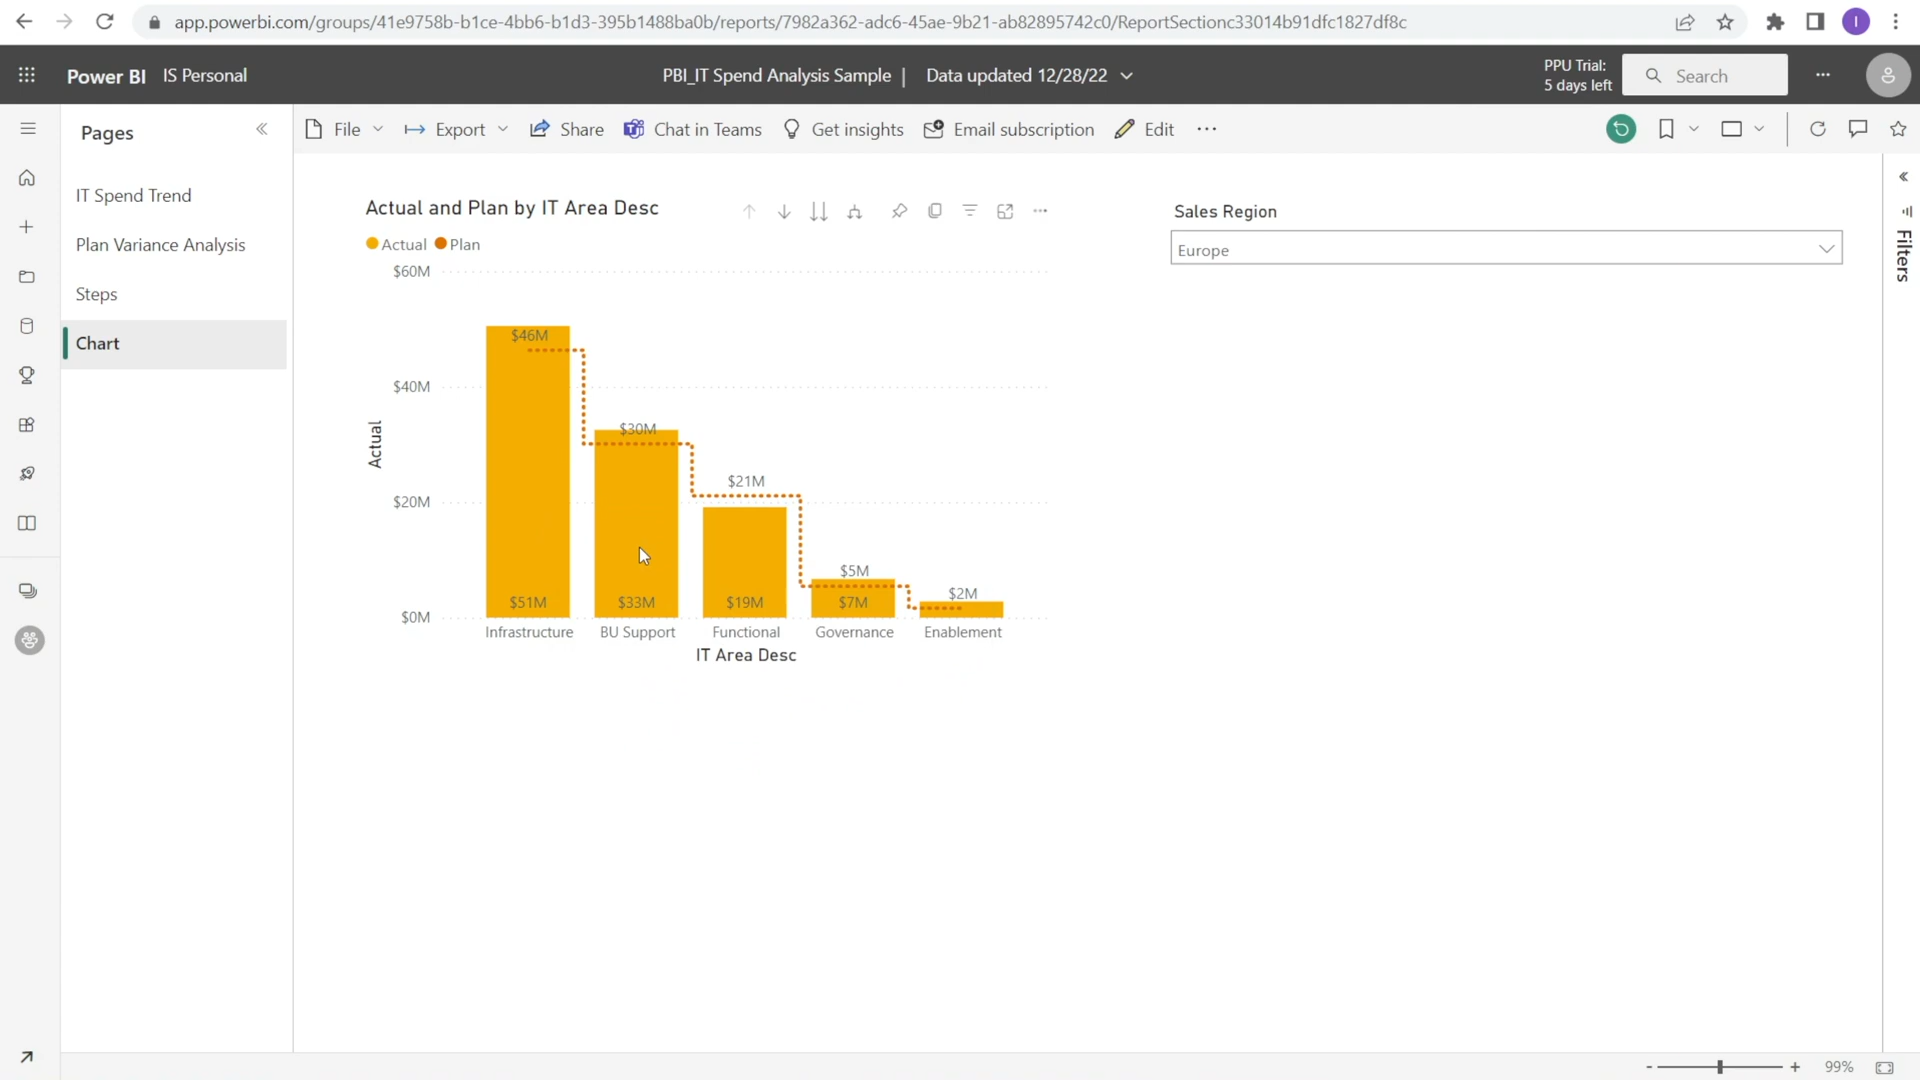 app.powerbi.com/groups/41e9758b-b1ce-4bb6-b1d3-395b1488ba0b/reports/7982a362-adc6-45ae-9b21-ab82895742c0/ReportSectionc33014b91dfc1827df8c
I
Power BI IS Personal
PBI_IT Spend Analysis Sample | Data updated 12/28/22
PPU Trial:
5 days left
Search
Pages
File
Export
Share
Chat in Teams
Get insights
Email subscription
Edit
IT Spend Trend
Plan Variance Analysis
Steps
Chart
Actual and Plan by IT Area Desc
Actual Plan
$60M
$40M
$20M
$0M
Actual
$46M
$30M
$21M
$5M
$2M
$51M
$33M
$19M
$7M
Infrastructure
BU Support
Functional
Governance
Enablement
IT Area Desc
Sales Region
Europe
Filters
- + 99%